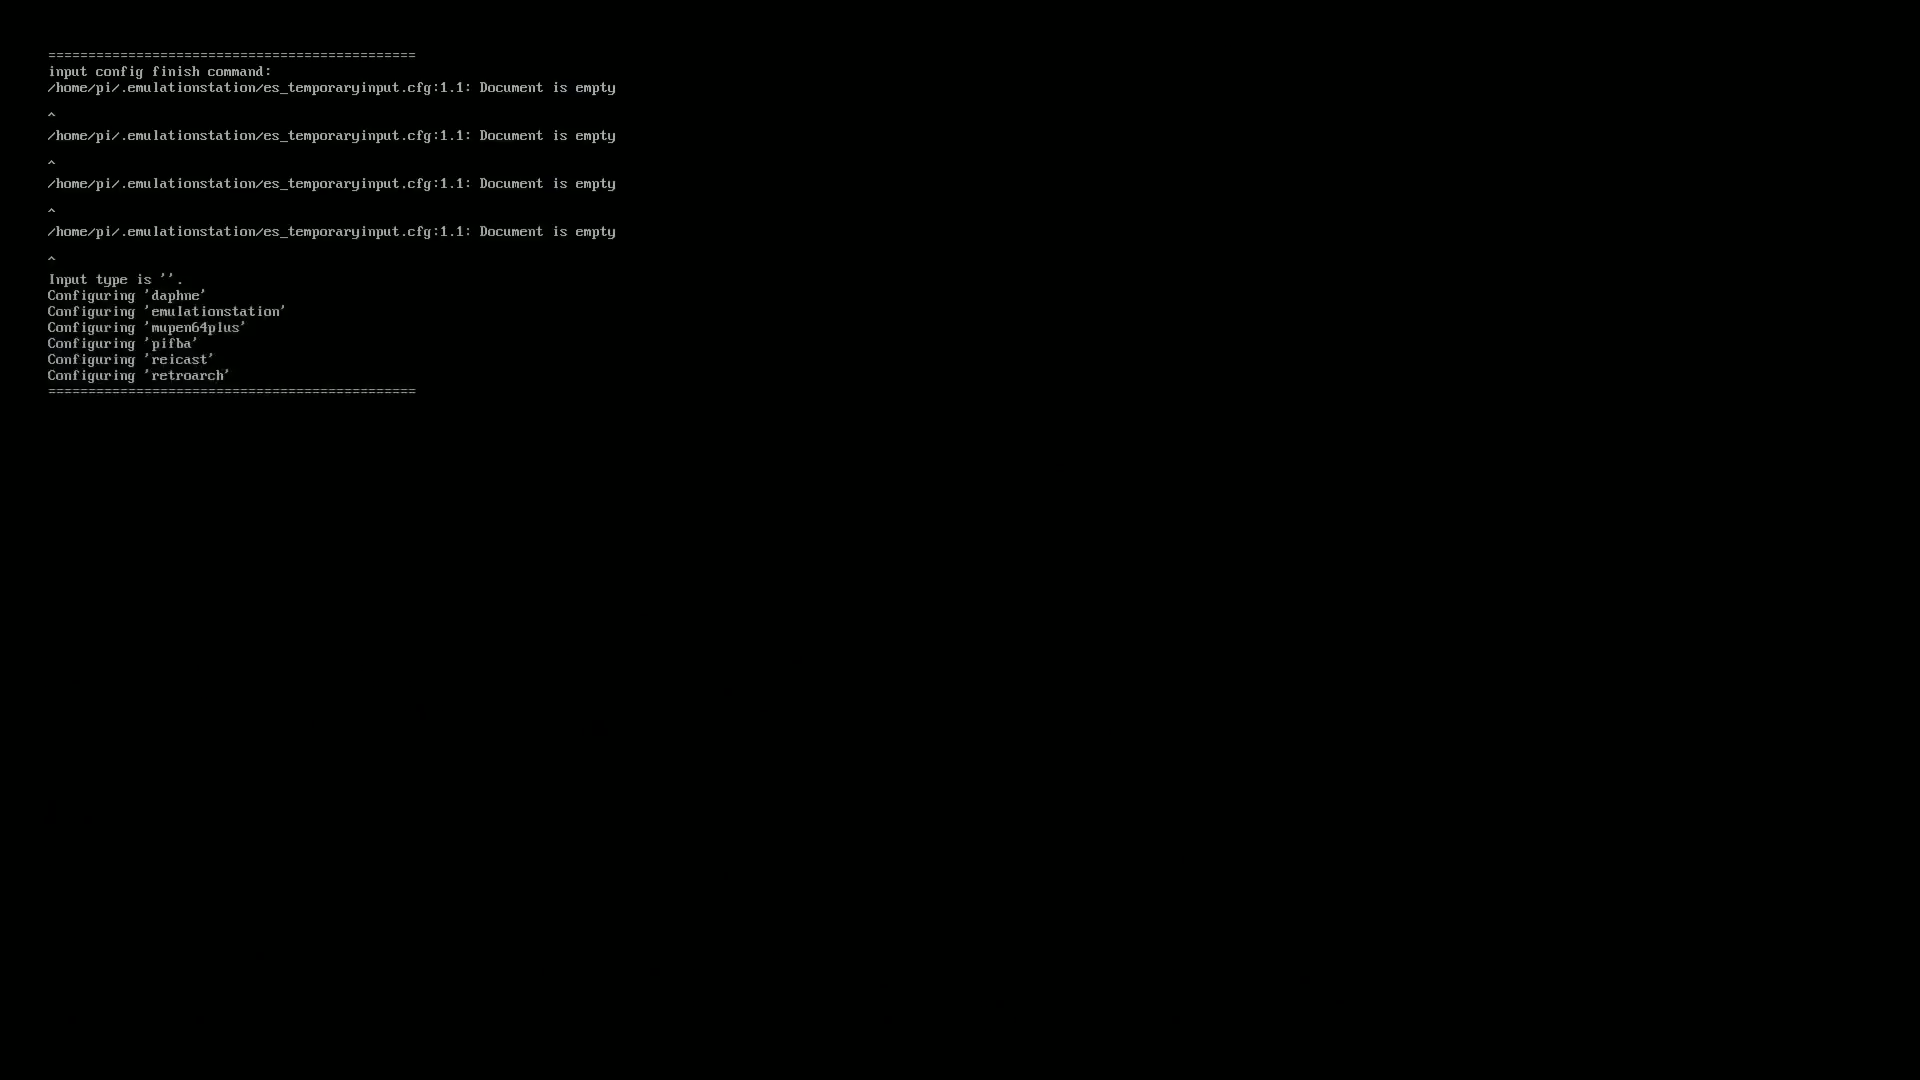 ==============================================
input config finish command:
/home/pi/.emulationstation/es_temporaryinput.cfg:1.1: Document is empty
^
/home/pi/.emulationstation/es_temporaryinput.cfg:1.1: Document is empty
^
/home/pi/.emulationstation/es_temporaryinput.cfg:1.1: Document is empty
^
/home/pi/.emulationstation/es_temporaryinput.cfg:1.1: Document is empty
^
Input type is ''.
Configuring 'daphne'
Configuring 'emulationstation'
Configuring 'mupen64plus'
Configuring 'pifba'
Configuring 'reicast'
Configuring 'retroarch'
==============================================